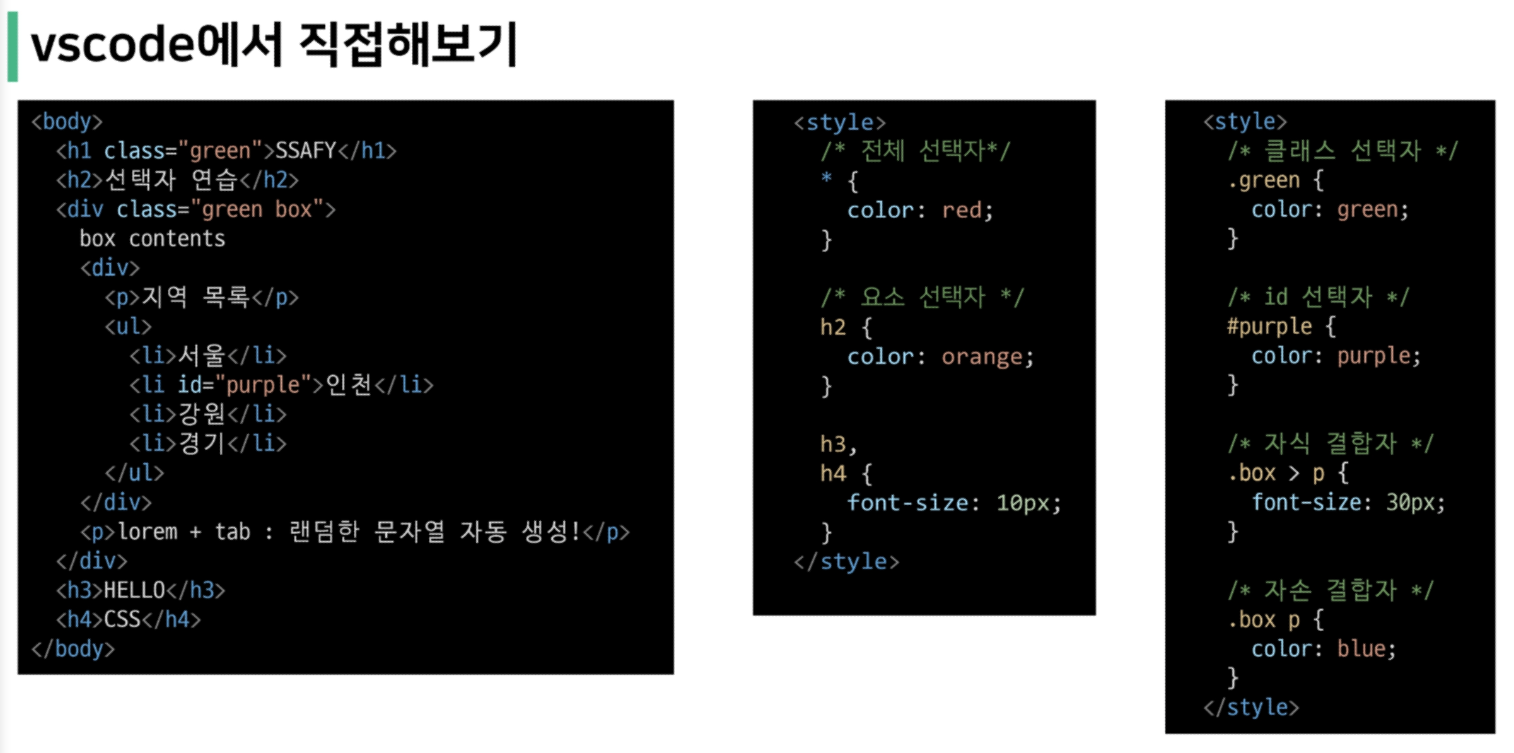 vscode에서 직접해보기
<body>
<h1 class="green">SSAFY</h1>
<h2>선택자 연습</h2>
<div class="green box">
box contents
<div>
<p>지역 목록</p>
<ul>
<li>서울</li>
<li id="purple">인천</li>
<li>강원</li>
<li>경기</li>
</ul>
</div>
<p>lorem + tab : 랜덤한 문자열 자동 생성!</p>
</div>
<h3>HELLO</h3>
<h4>CSS</h4>
</body>
<style>
/* 전체 선택자*/
* {
color: red;
}
/* 요소 선택자 */
h2 {
color: orange;
}
h3,
h4 {
font-size: 10px;
}
</style>
<style>
/* 클래스 선택자 */
.green {
color: green;
}
/* id 선택자 */
#purple {
color: purple;
}
/* 자식 결합자 */
.box > p {
font-size: 30px;
}
/* 자손 결합자 */
.box p {
color: blue;
}
</style>